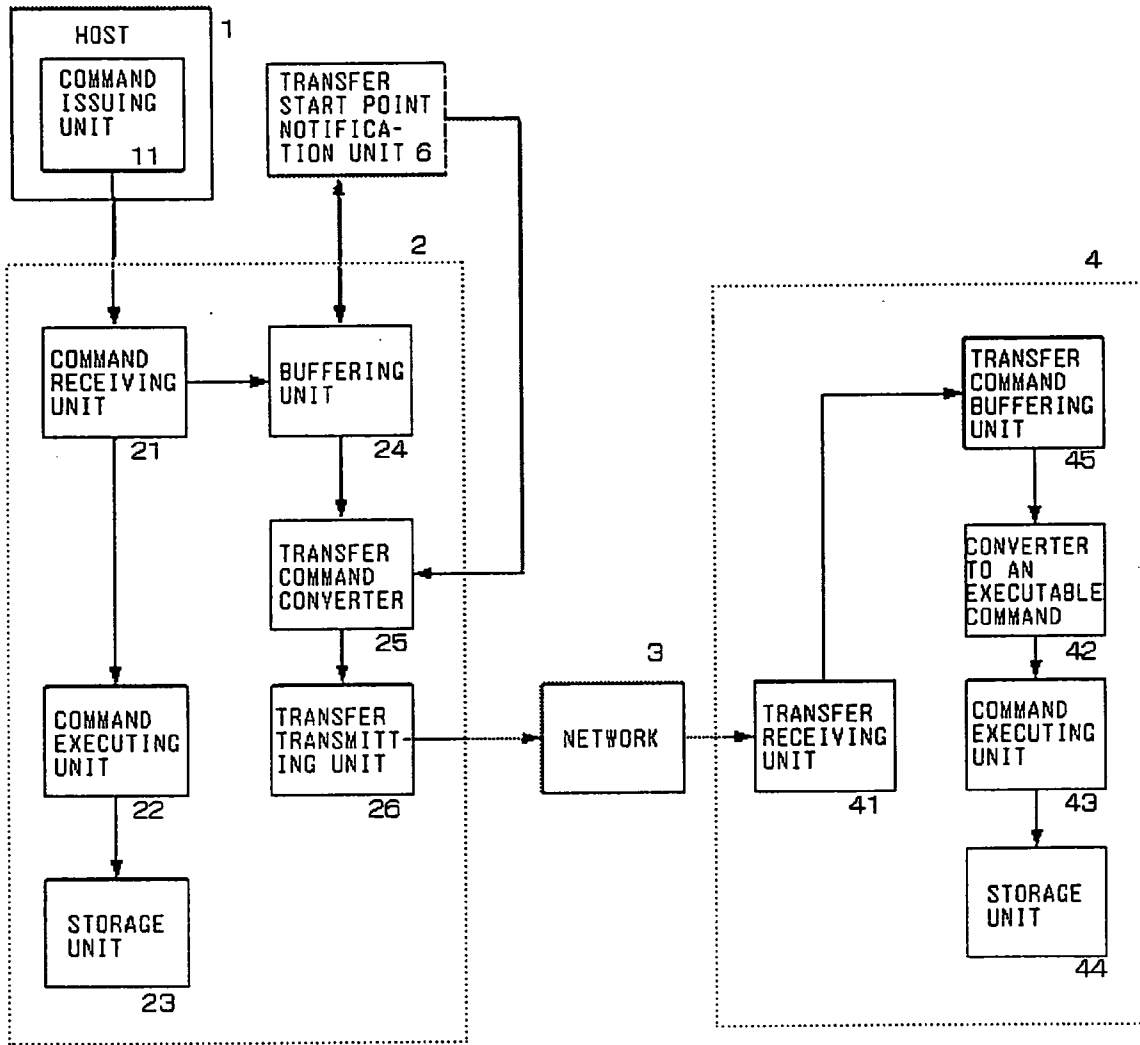 HOST
1
COMMAND
ISSUING
UNIT
11
TRANSFER
START POINT
NOTIFICA-
TION UNIT 6
2
COMMAND
RECEIVING
UNIT
21
BUFFERING
UNIT
24
TRANSFER
COMMAND
CONVERTER
25
COMMAND
EXECUTING
UNIT
22
TRANSFER
TRANSMITT
ING UNIT
26
STORAGE
UNIT
23
3
NETWORK
4
TRANSFER
RECEIVING
UNIT
41
TRANSFER
COMMAND
BUFFERING
UNIT
45
CONVERTER
TO AN
EXECUTABLE
COMMAND
42
COMMAND
EXECUTING
UNIT
43
STORAGE
UNIT
44